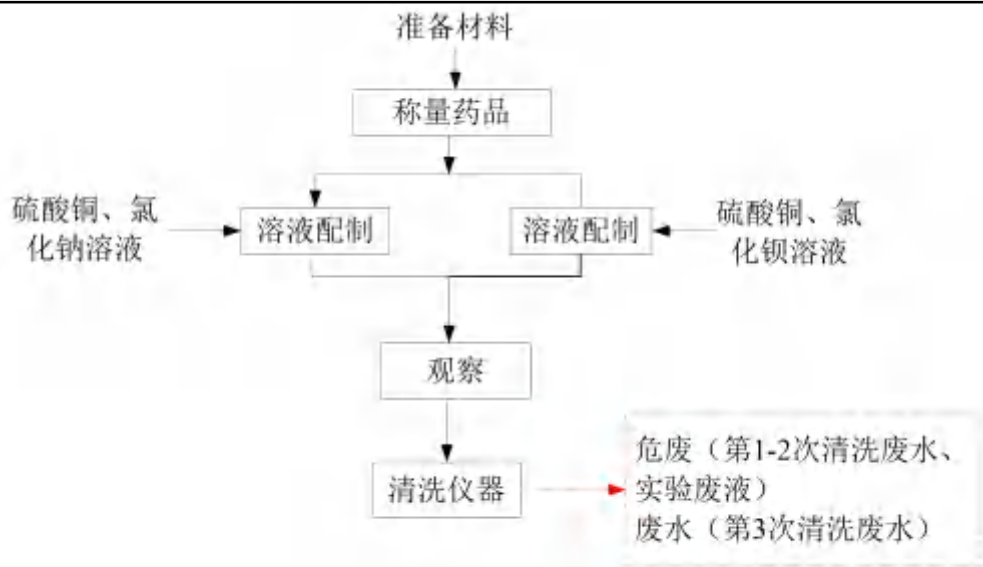 准备材料
称量药品
硫酸铜、氯
化钠溶液
溶液配制
溶液配制
硫酸铜、氯
化钡溶液
观察
清洗仪器
危废（第1-2次清洗废水、
实验废液）
废水（第3次清洗废水）